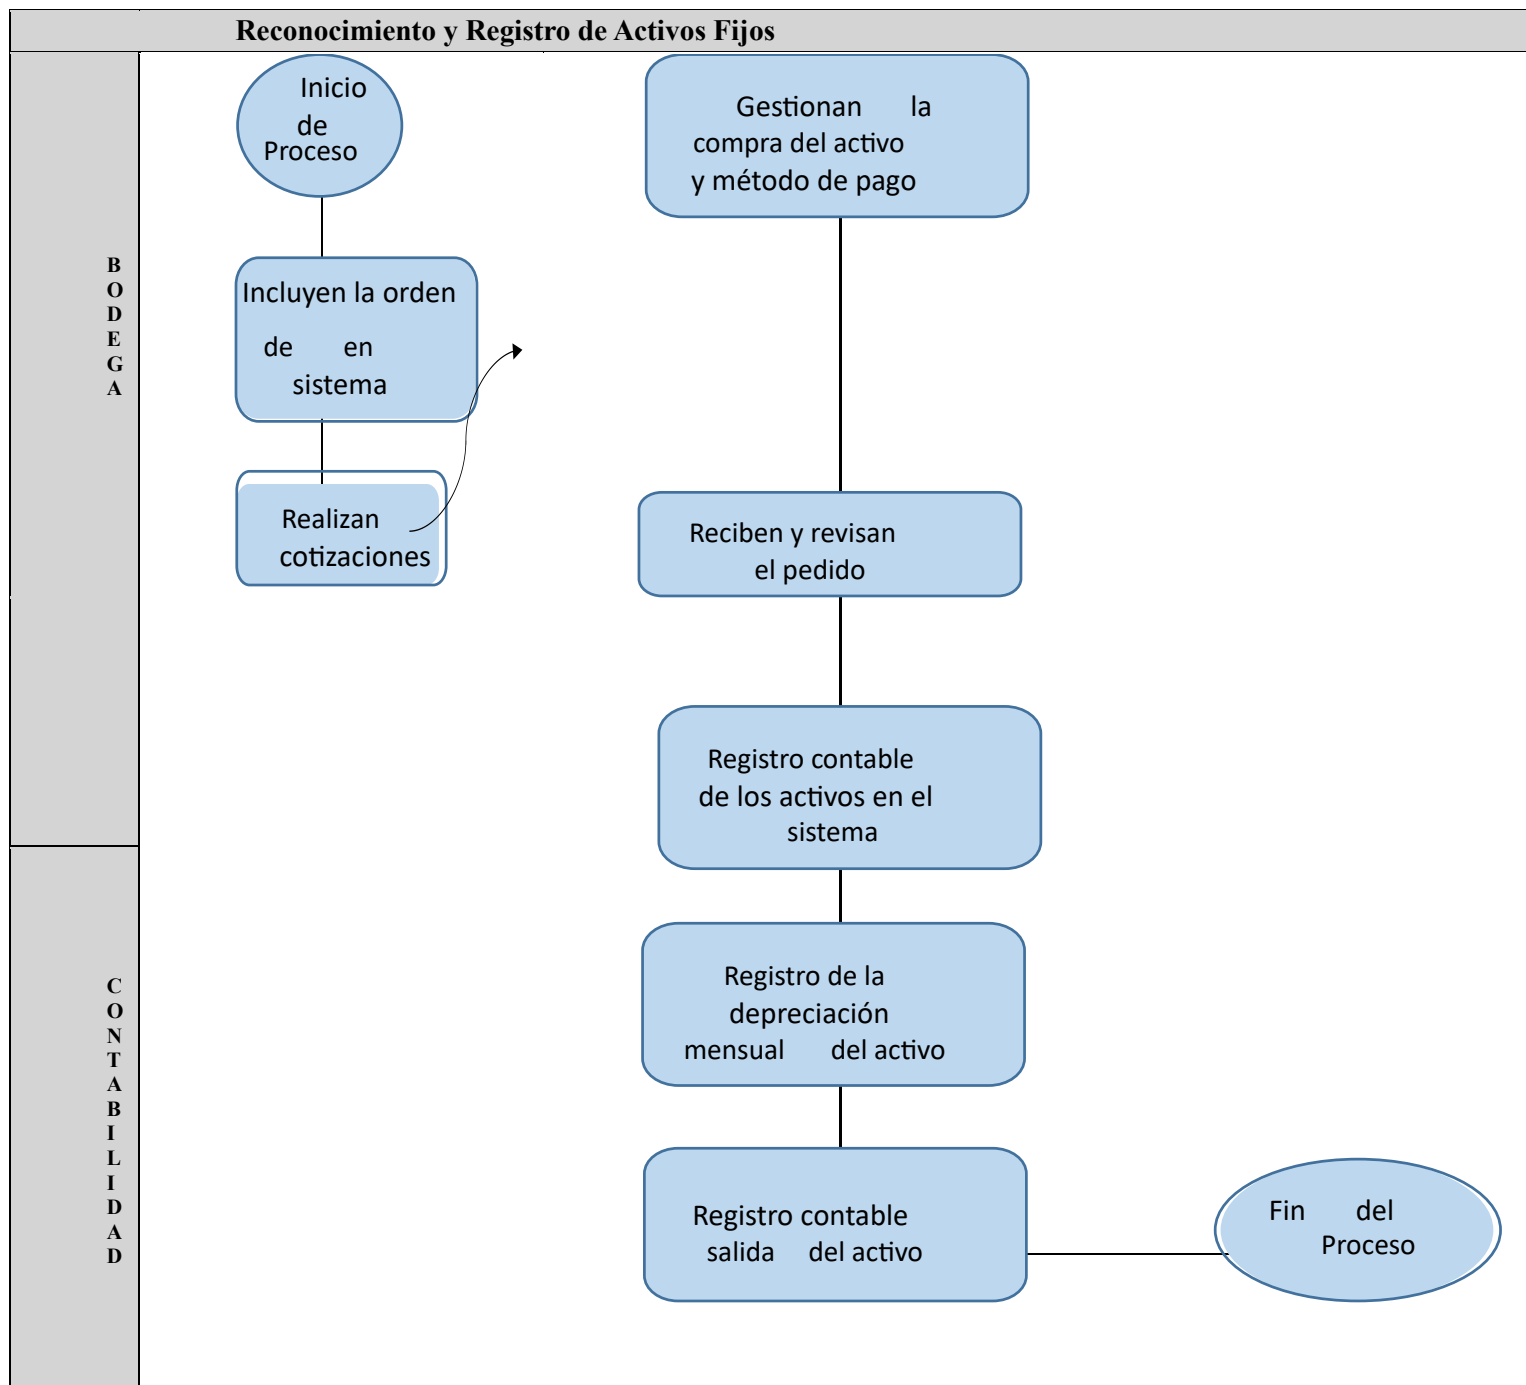 Reconocimiento y Registro de Activos Fijos
B
O
D
E
G
A
Inicio
de
Proceso
Incluyen la orden
de en
sistema
Realizan
cotizaciones
Gestionan la
compra del activo
y método de pago
Reciben y revisan
el pedido
Registro contable
de los activos en el
sistema
C
O
N
T
A
B
I
L
I
D
A
D
Registro de la
depreciación
mensual del activo
Registro contable
salida del activo
Fin del
Proceso